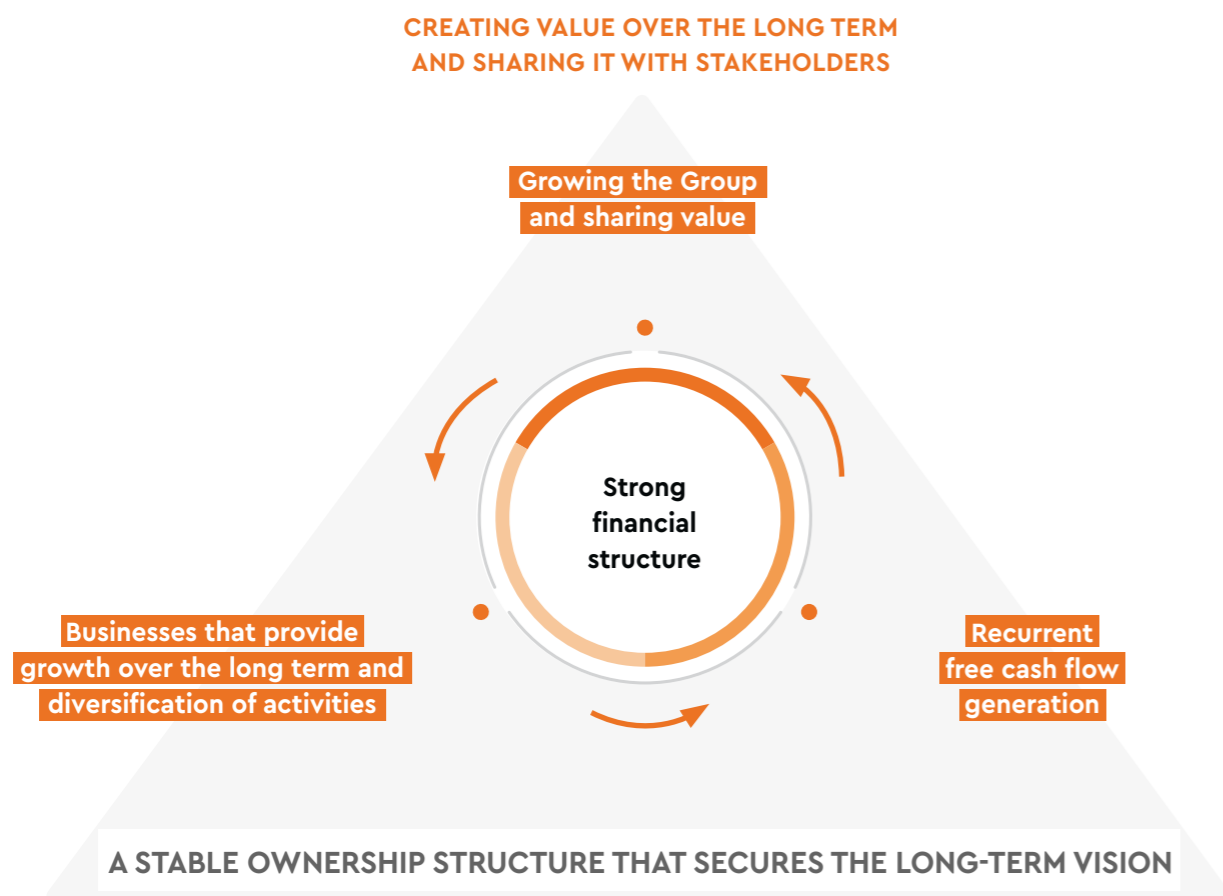 CREATING VALUE OVER THE LONG TERM
AND SHARING IT WITH STAKEHOLDERS
Growing the Group
and sharing value
Strong
financial
structure
Businesses that provide
growth over the long term and
diversification of activities
Recurrent
free cash flow
generation
A STABLE OWNERSHIP STRUCTURE THAT SECURES THE LONG-TERM VISION